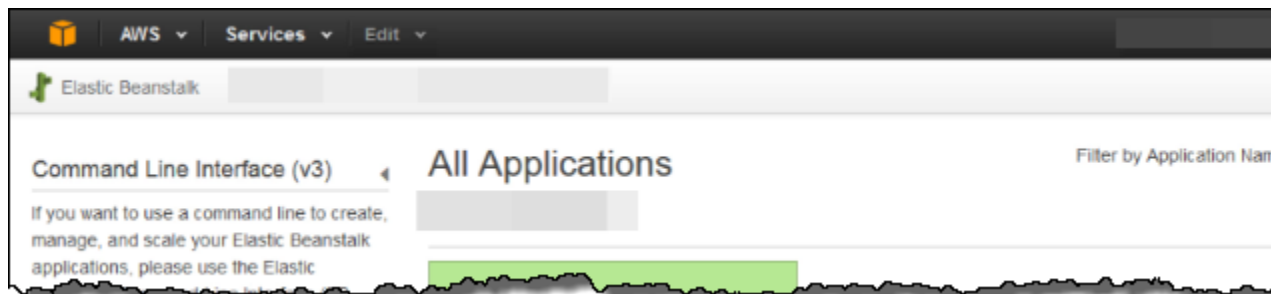 AWS Services Edit
Elastic Beanstalk
Command Line Interface (v3)
If you want to use a command line to create,
manage, and scale your Elastic Beanstalk
applications, please use the Elastic
All Applications
Filter by Application Nam